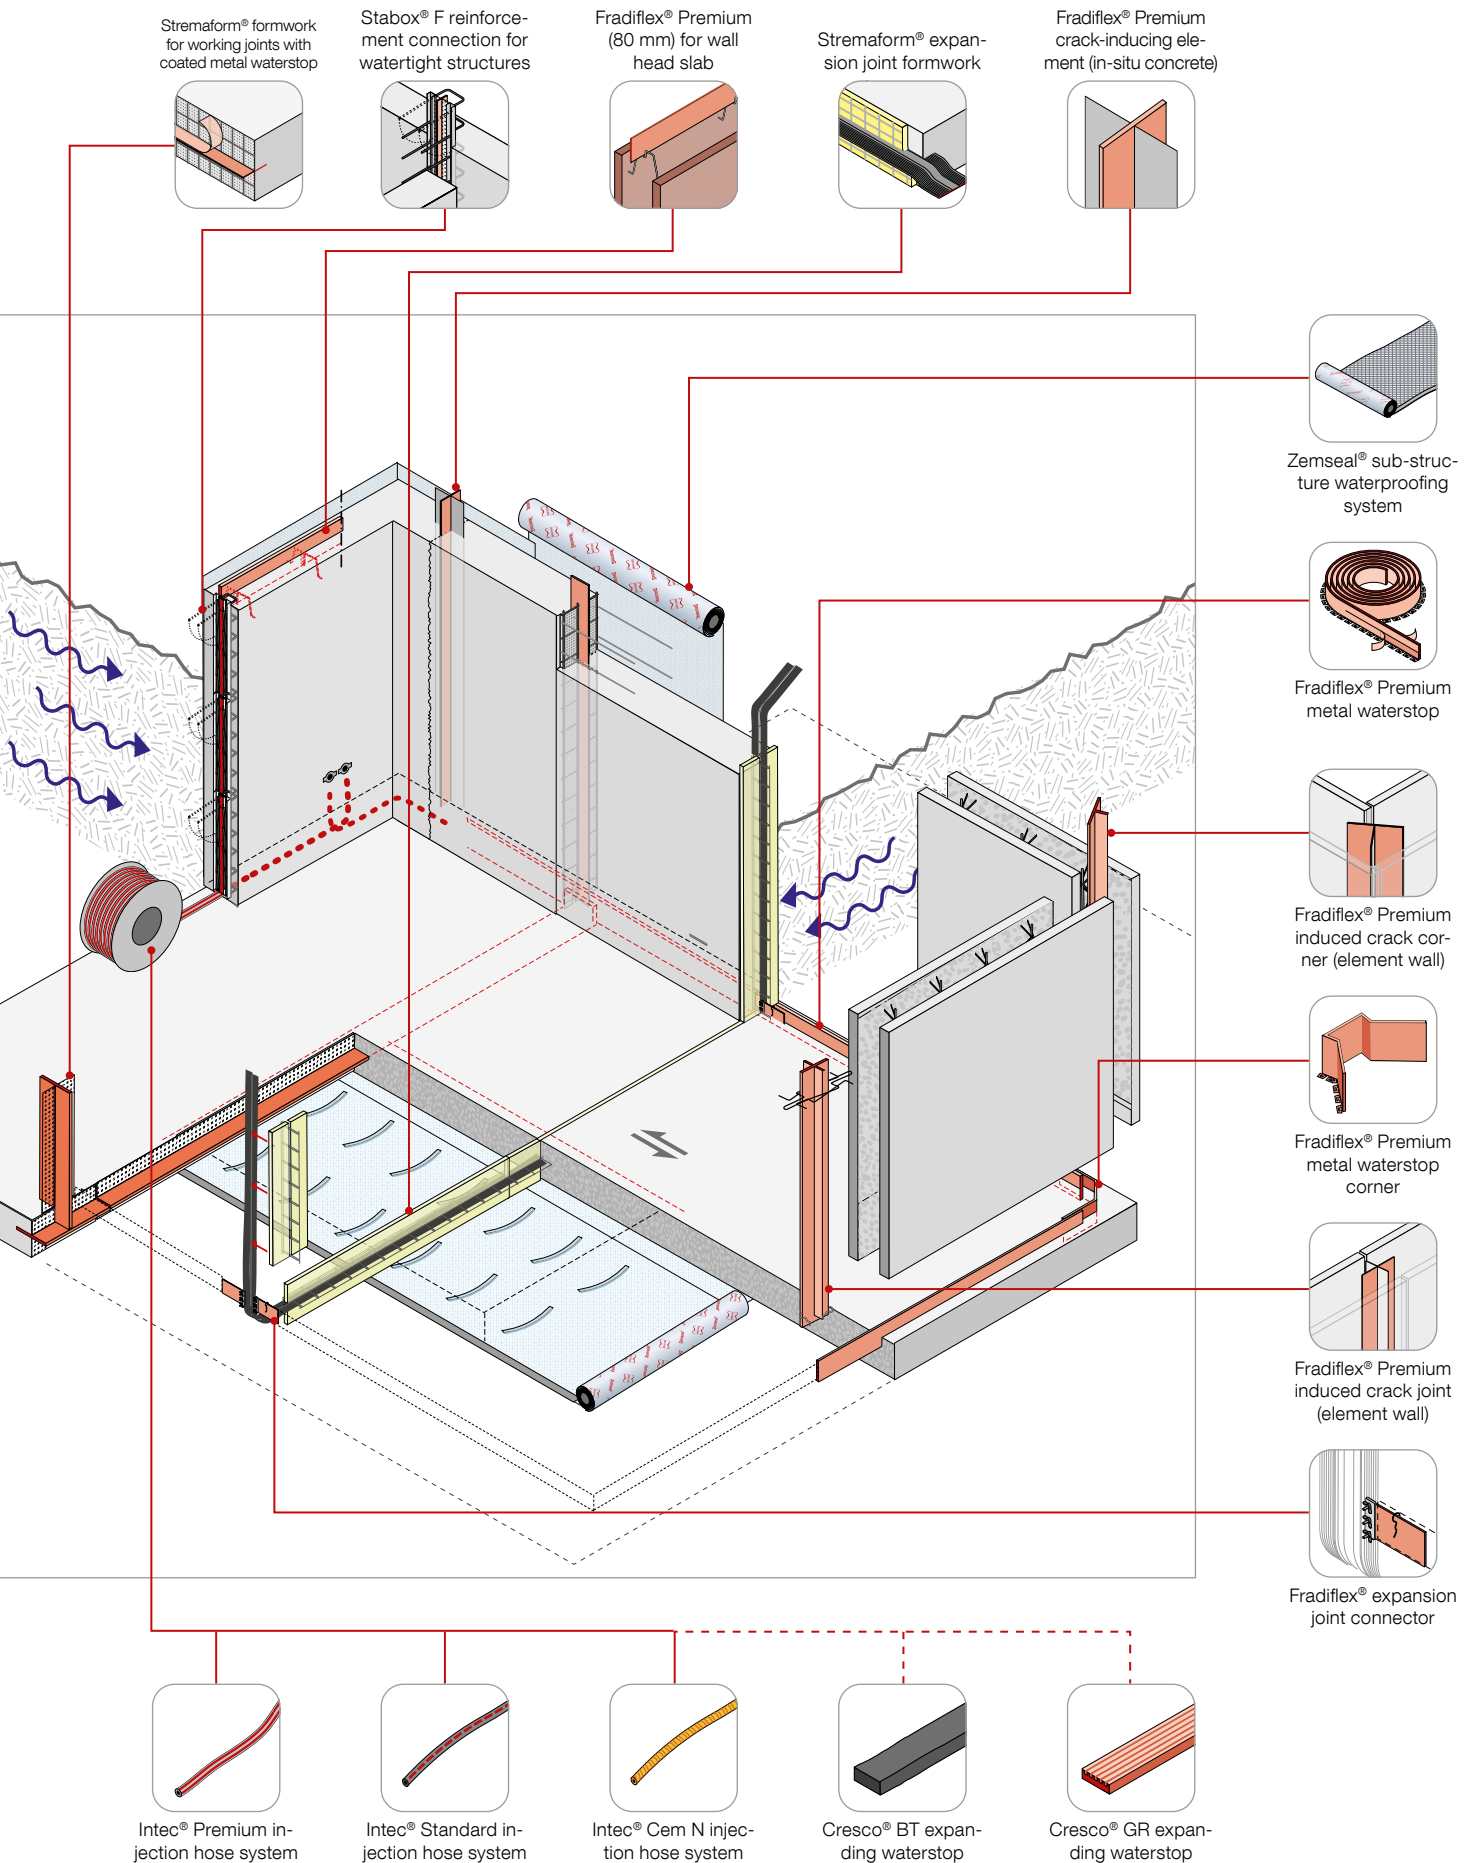 Stremaform® formwork
for working joints with
coated metal waterstop
Stabox® F reinforce-
ment connection for
watertight structures
Fradiflex® Premium
(80 mm) for wall
head slab
Stremaform® expan-
sion joint formwork
Fradiflex® Premium
crack-inducing ele-
ment (in-situ concrete)
Zemseal® sub-struc-
ture waterproofing
system
Fradiflex® Premium
metal waterstop
Fradiflex® Premium
induced crack cor-
ner (element wall)
Fradiflex® Premium
metal waterstop
corner
Fradiflex® Premium
induced crack joint
(element wall)
Fradiflex® expansion
joint connector
Intec® Premium in-
jection hose system
Intec® Standard in-
jection hose system
Intec® Cem N injec-
tion hose system
Cresco® BT expan-
ding waterstop
Cresco® GR expan-
ding waterstop